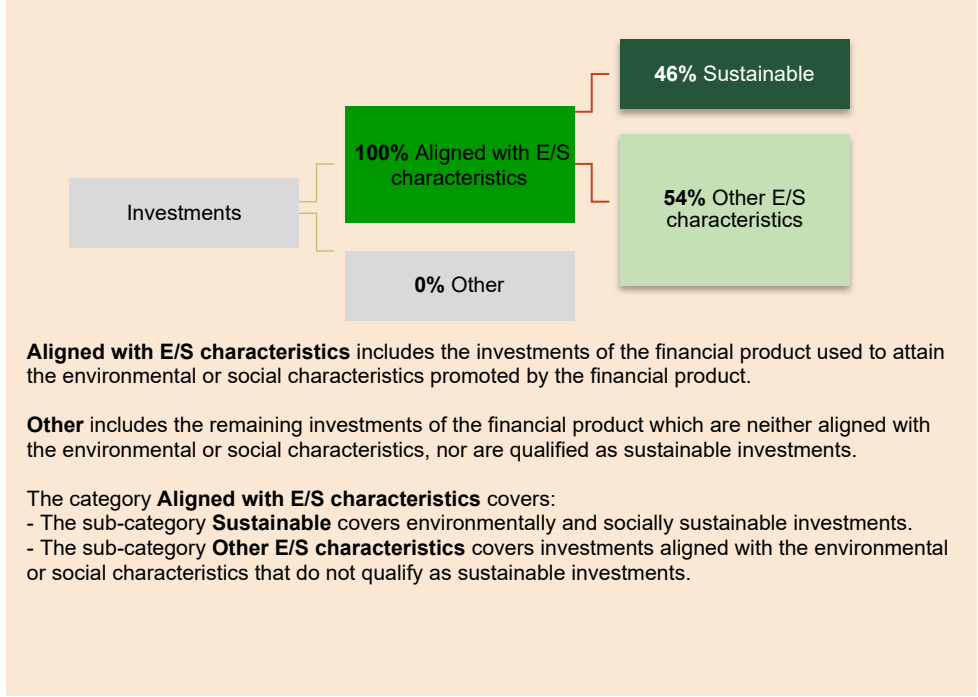 46% Sustainable
100% Aligned with E/S
characteristics
54% Other E/S
characteristics
Investments
0% Other
Aligned with E/S characteristics includes the investments of the financial product used to attain
the environmental or social characteristics promoted by the financial product.
Other includes the remaining investments of the financial product which are neither aligned with
the environmental or social characteristics, nor are qualified as sustainable investments.
The category Aligned with E/S characteristics covers:
- The sub-category Sustainable covers environmentally and socially sustainable investments.
- The sub-category Other E/S characteristics covers investments aligned with the environmental
or social characteristics that do not qualify as sustainable investments.